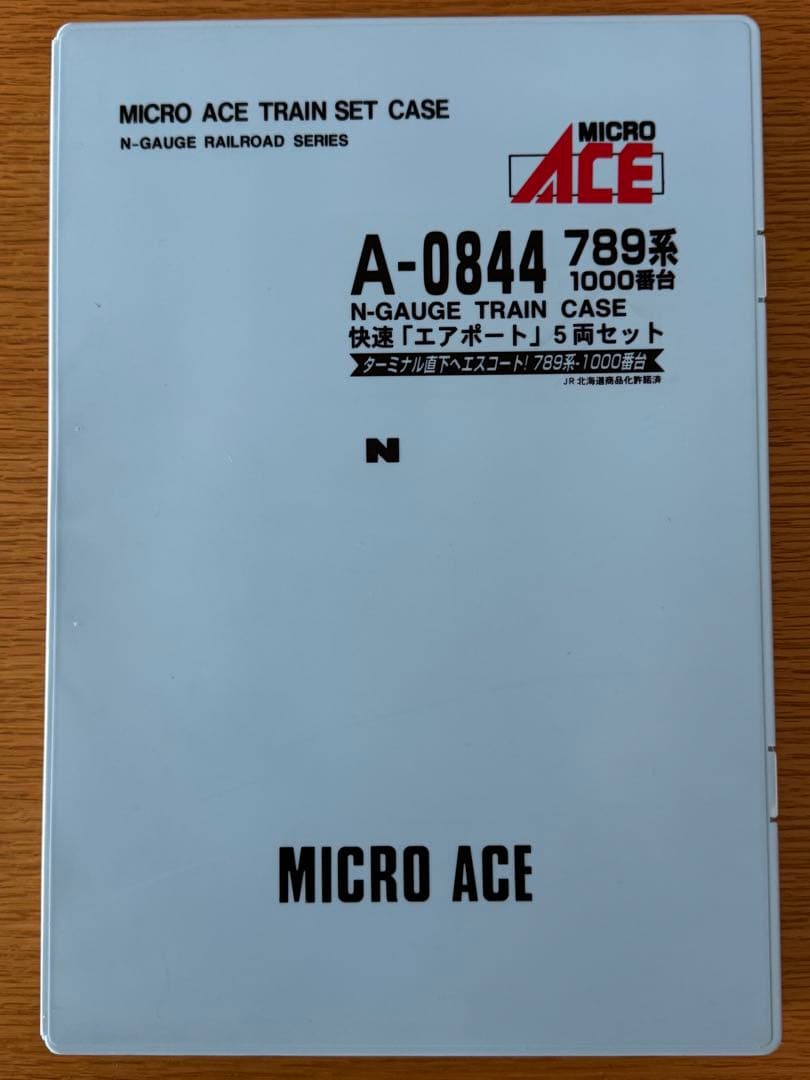 MICRO ACE TRAIN SET CASE
N-GAUGE RAILROAD SERIES
MICRO
ACE
A-0844 789系
1000番台
N-GAUGE TRAIN CASE
快速「エアポート」5両セット
ターミナル直下へエスコート! 789系-1000番台
JR北海道商品化許諾済
N
MICRO ACE